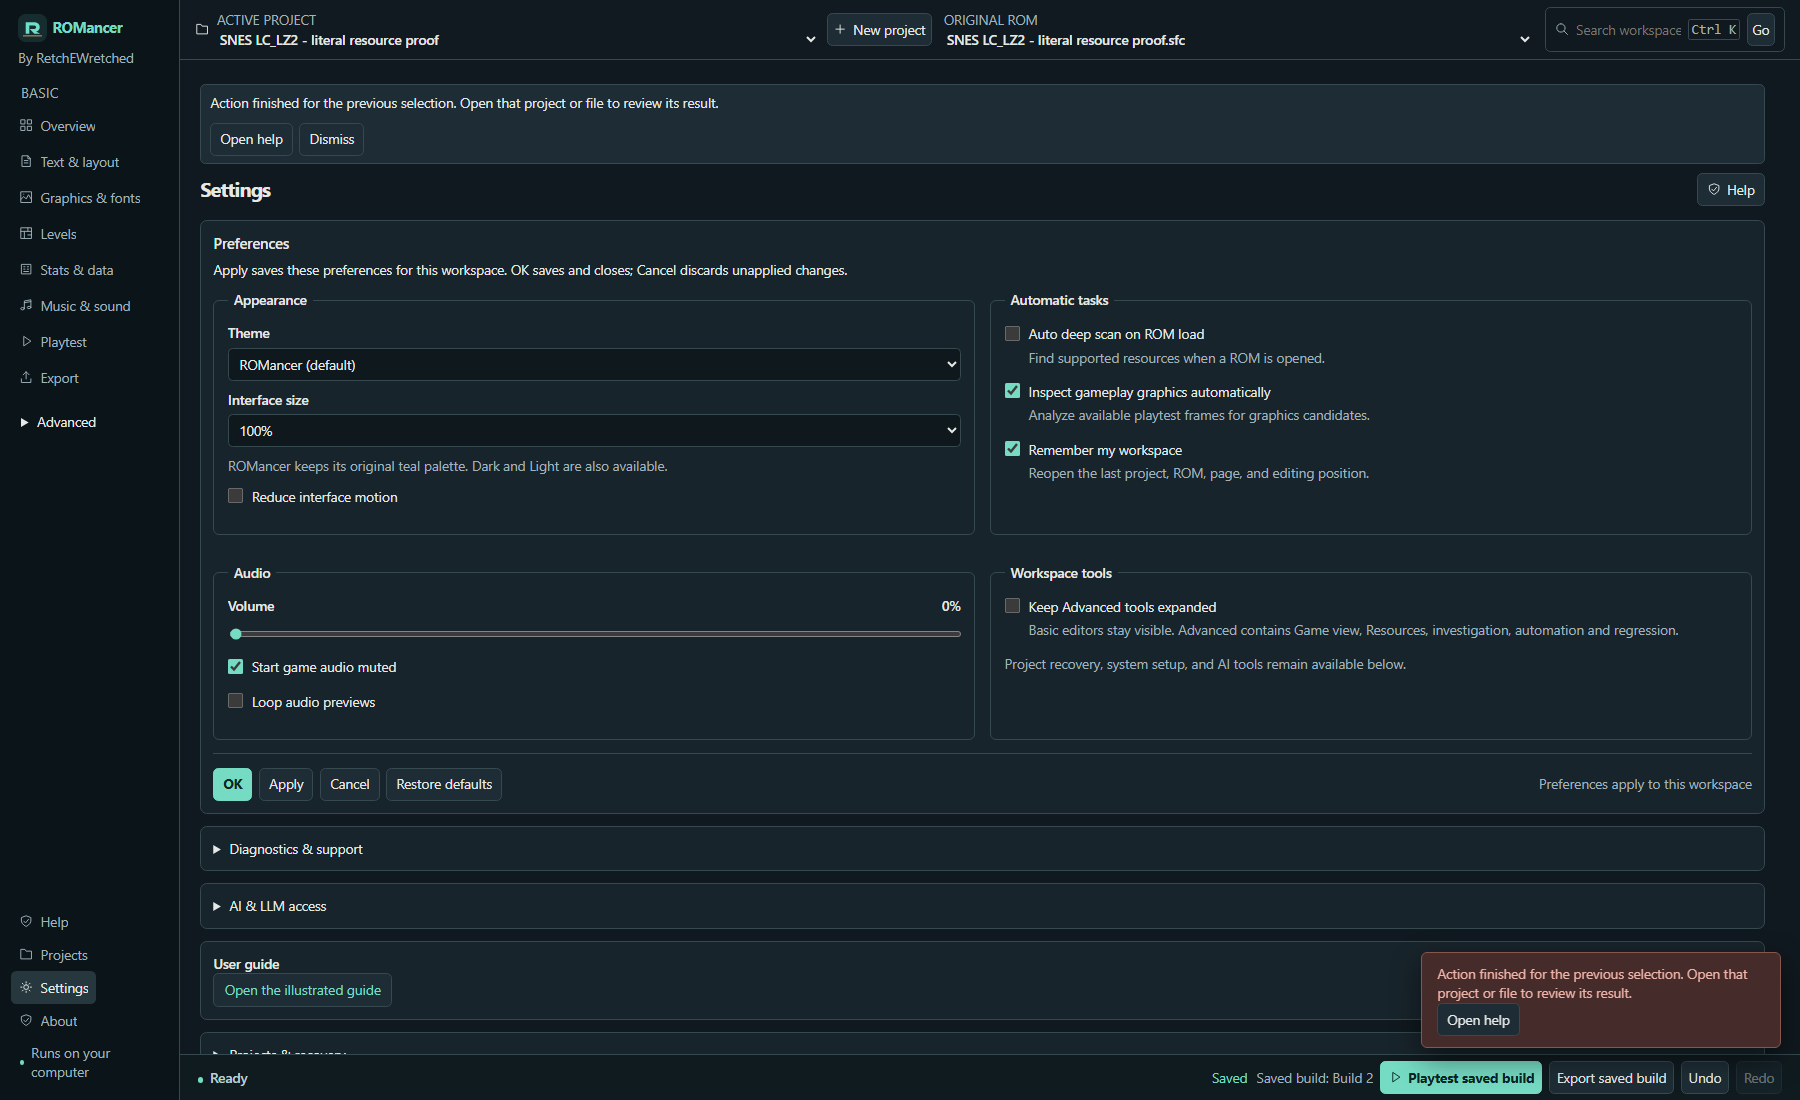 ROMancer
By RetchEWretched
BASIC
Overview
Text & layout
Graphics & fonts
Levels
Stats & data
Music & sound
Playtest
Export
Advanced
Help
Projects
Settings
About
Runs on your
computer
ACTIVE PROJECT
SNES LC_LZ2 - literal resource proof
New project
ORIGINAL ROM
SNES LC_LZ2 - literal resource proof.sfc
Search workspace Ctrl K Go
Action finished for the previous selection. Open that project or file to review its result.
Open help Dismiss
Settings
Help
Preferences
Apply saves these preferences for this workspace. OK saves and closes; Cancel discards unapplied changes.
Appearance
Theme
ROMancer (default)
Interface size
100%
ROMancer keeps its original teal palette. Dark and Light are also available.
Reduce interface motion
Automatic tasks
Auto deep scan on ROM load
Find supported resources when a ROM is opened.
Inspect gameplay graphics automatically
Analyze available playtest frames for graphics candidates.
Remember my workspace
Reopen the last project, ROM, page, and editing position.
Audio
Volume 0%
Start game audio muted
Loop audio previews
Workspace tools
Keep Advanced tools expanded
Basic editors stay visible. Advanced contains Game view, Resources, investigation, automation and regression.
Project recovery, system setup, and AI tools remain available below.
OK Apply Cancel Restore defaults
Preferences apply to this workspace
Diagnostics & support
AI & LLM access
User guide
Open the illustrated guide
Projects & recovery
Action finished for the previous selection. Open that
project or file to review its result.
Open help
Ready
Saved Saved build: Build 2 Playtest saved build Export saved build Undo Redo